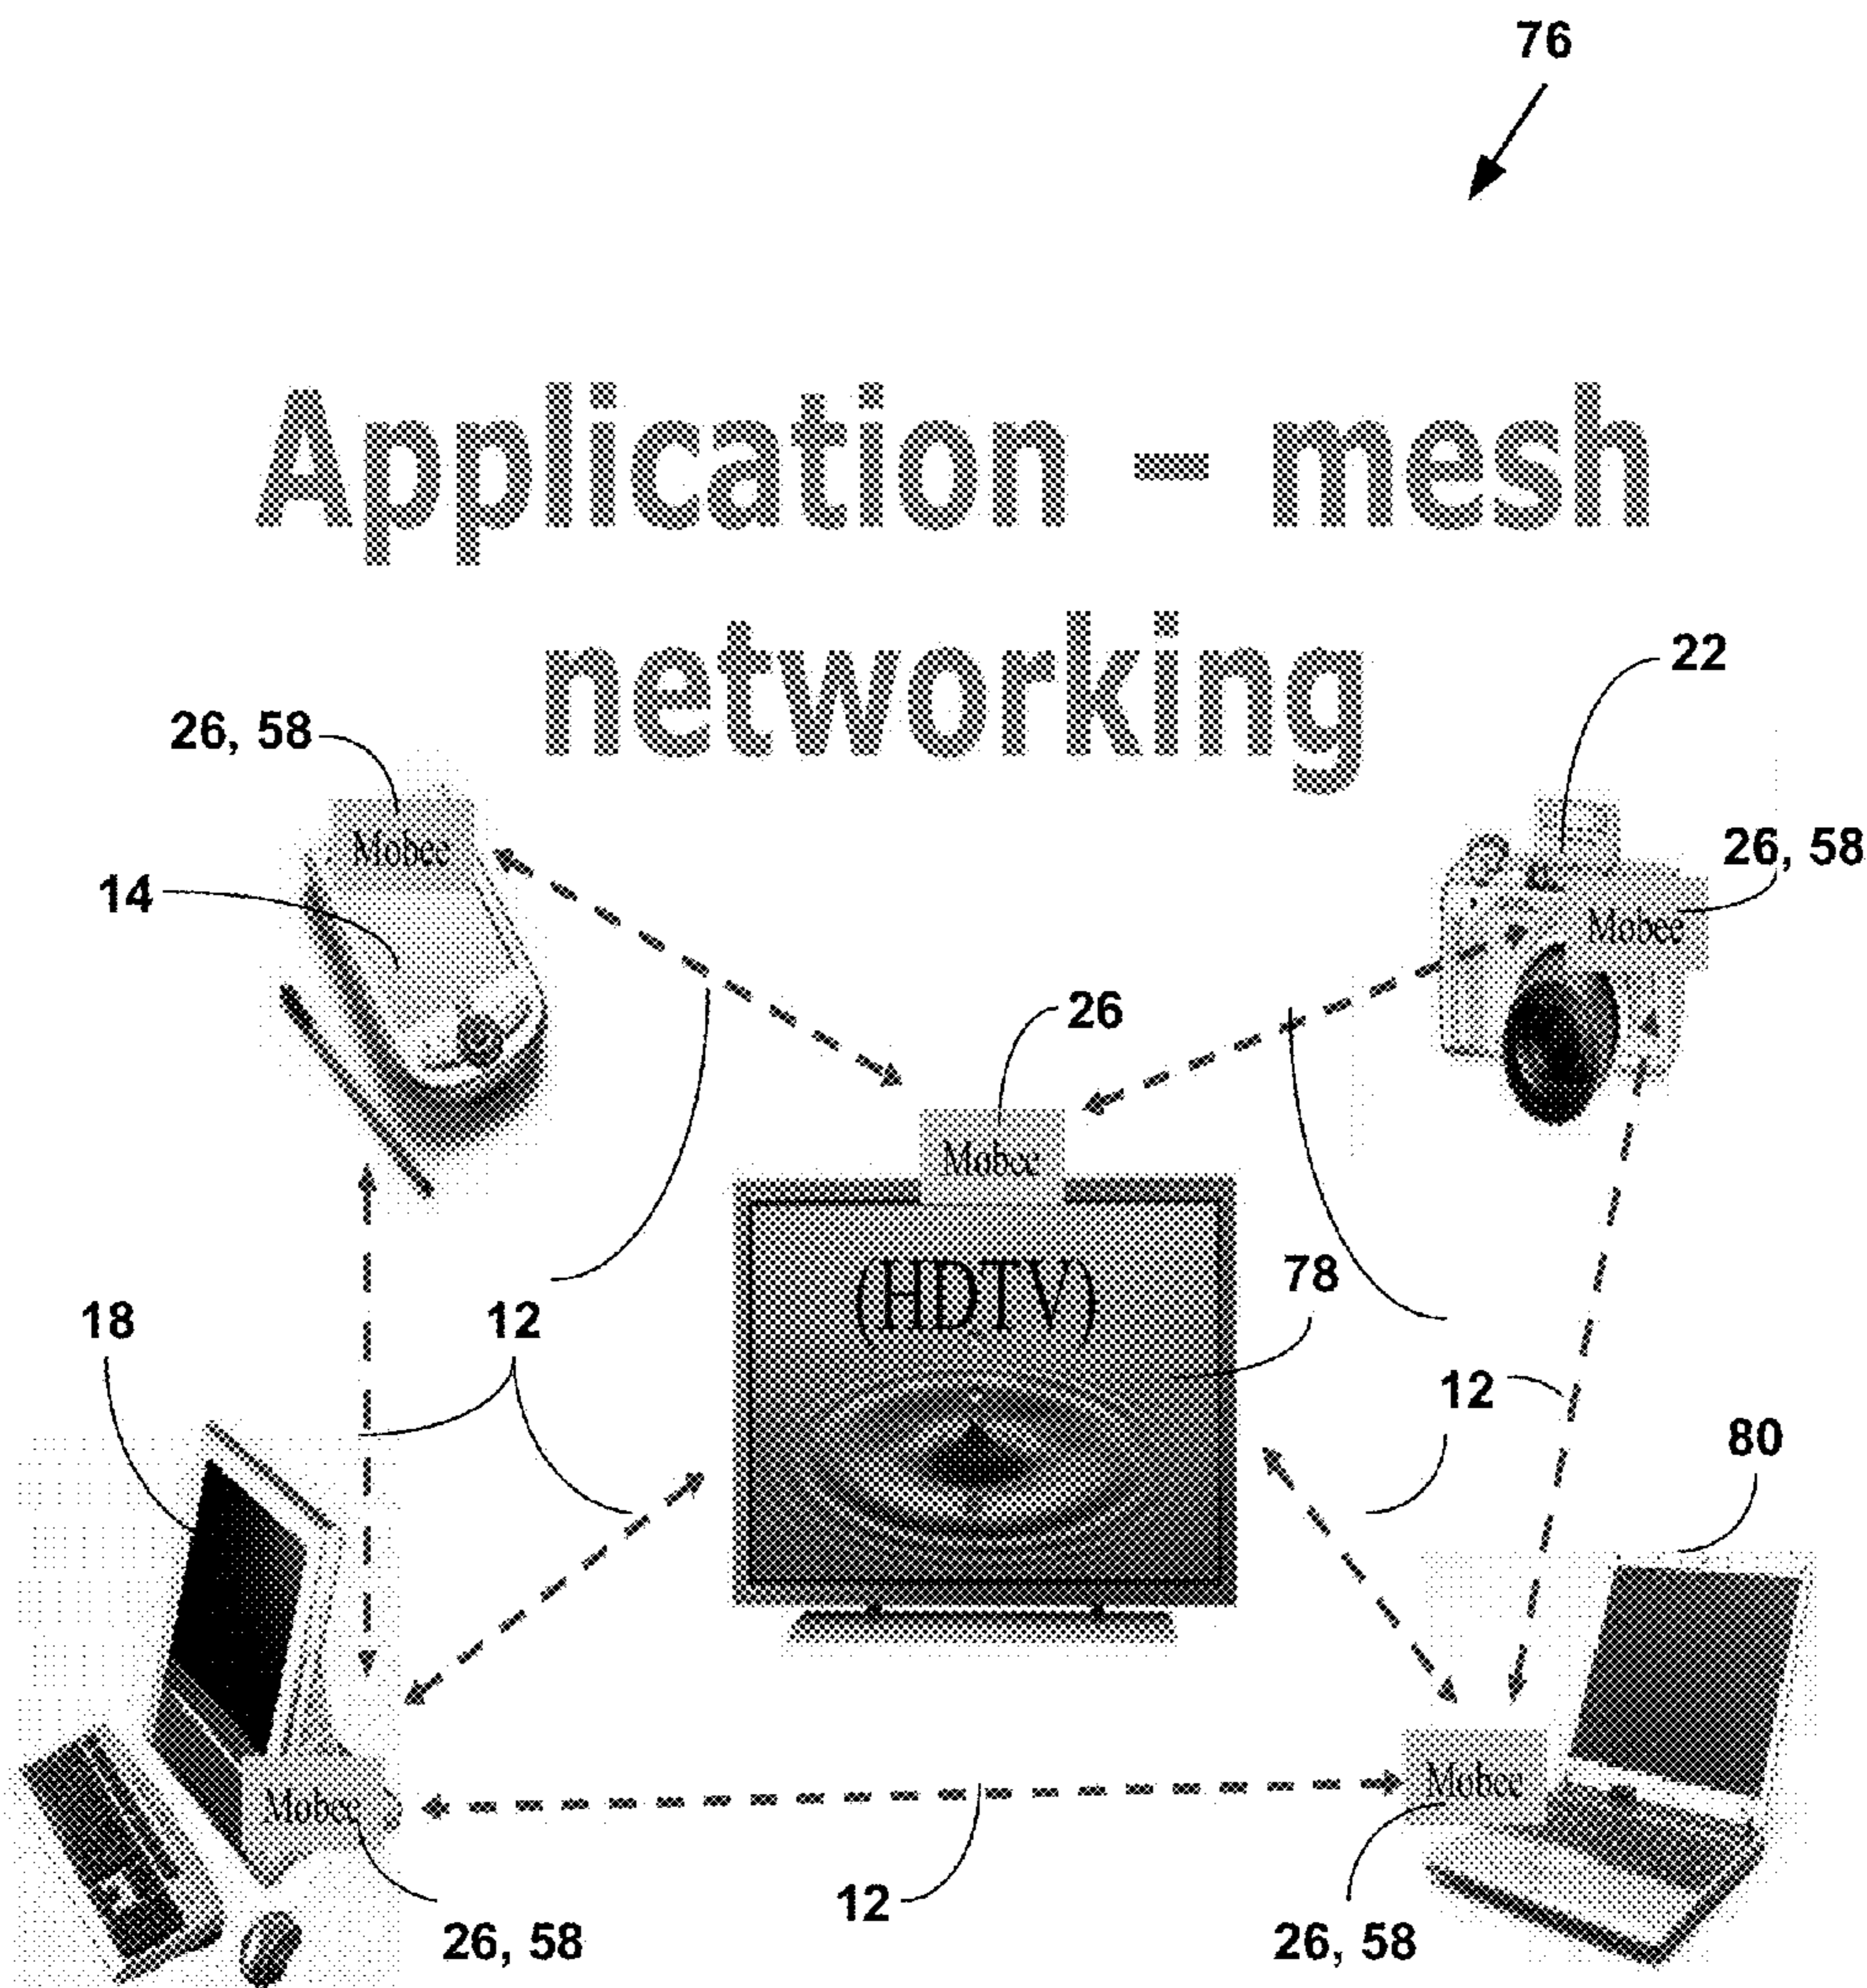 76
Application – mesh
networking
22
26, 58
Mobee
26, 58
14
Mobee
26
Mobee
(HDTV)
78
18
12
12
80
Mobee
Mobee
12
26, 58
26, 58